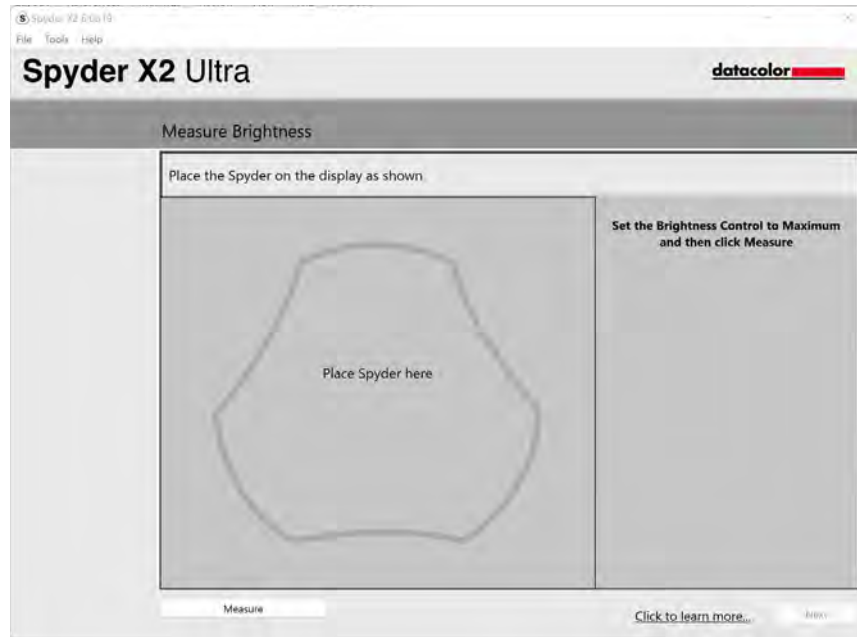 File Tools Help
Spyder X2 Ultra
datacolor
Measure Brightness
Place the Spyder on the display as shown
Set the Brightness Control to Maximum
and then click Measure
Place Spyder here
Measure
Click to learn more...
Next